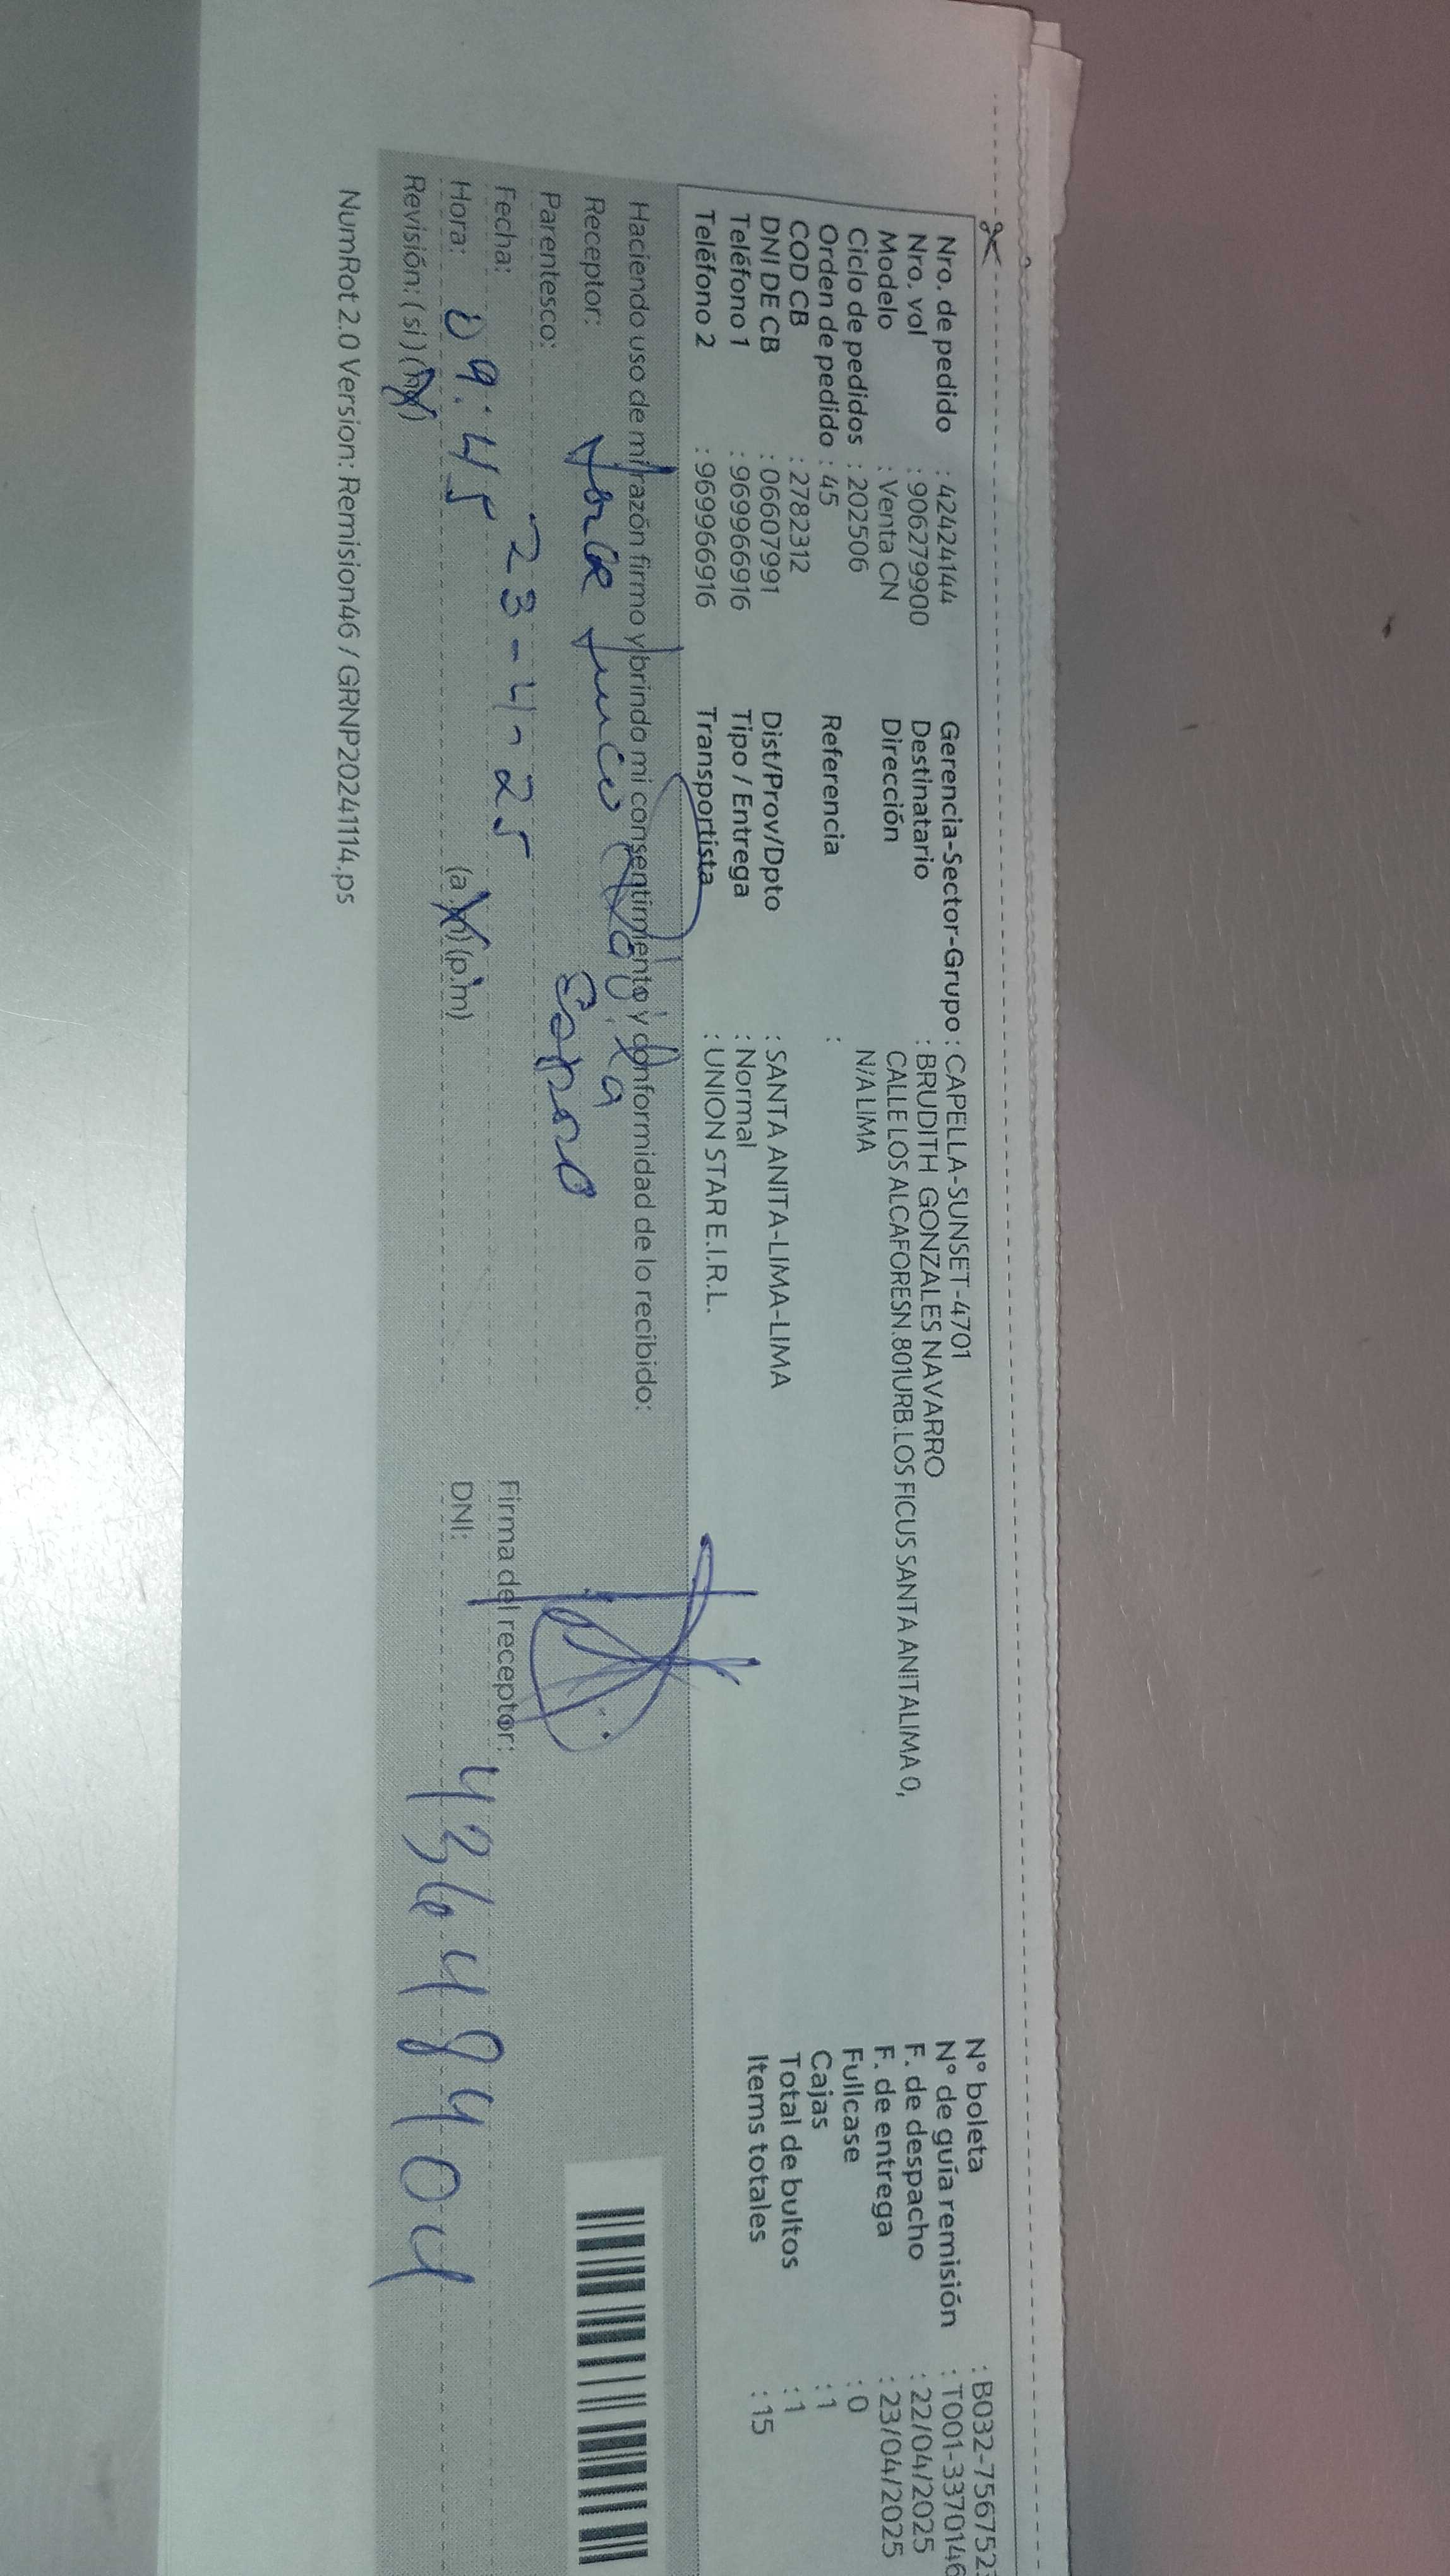 Nro. de pedido : 42424144
Nro. vol : 906279900
Modelo : Venta CN
Ciclo de pedidos : 202506
Orden de pedido : 45
COD CB : 2782312
DNI DE CB : 06607991
Teléfono 1 : 969966916
Teléfono 2 : 969966916
Gerencia-Sector-Grupo : CAPELLA-SUNSET-4701
Destinatario : BRUDITH GONZALES NAVARRO
Dirección CALLE LOS ALCAFORESN.801URB.LOS FICUS SANTA ANITALIMA 0,
N/A LIMA
Referencia :
Dist/Prov/Dpto : SANTA ANITA-LIMA-LIMA
Tipo / Entrega : Normal
Transportista : UNION STAR E.I.R.L.
N° boleta : B032-756752
N° de guía remisión : T001-3370146
F. de despacho : 22/04/2025
F. de entrega : 23/04/2025
Fullcase : 0
Cajas : 1
Total de bultos : 1
Items totales : 15
Haciendo uso de mi razón firmo y brindo mi consentimiento y conformidad de lo recibido:
Receptor: Jorge
Parentesco:
Fecha: 23-4-25
Hora: 09:45 (a.m) (p.m)
Revisión: (si) (no)
Firma del receptor:
DNI: 43648904
NumRot 2.0 Version: Remision46 / GRNP20241114.ps